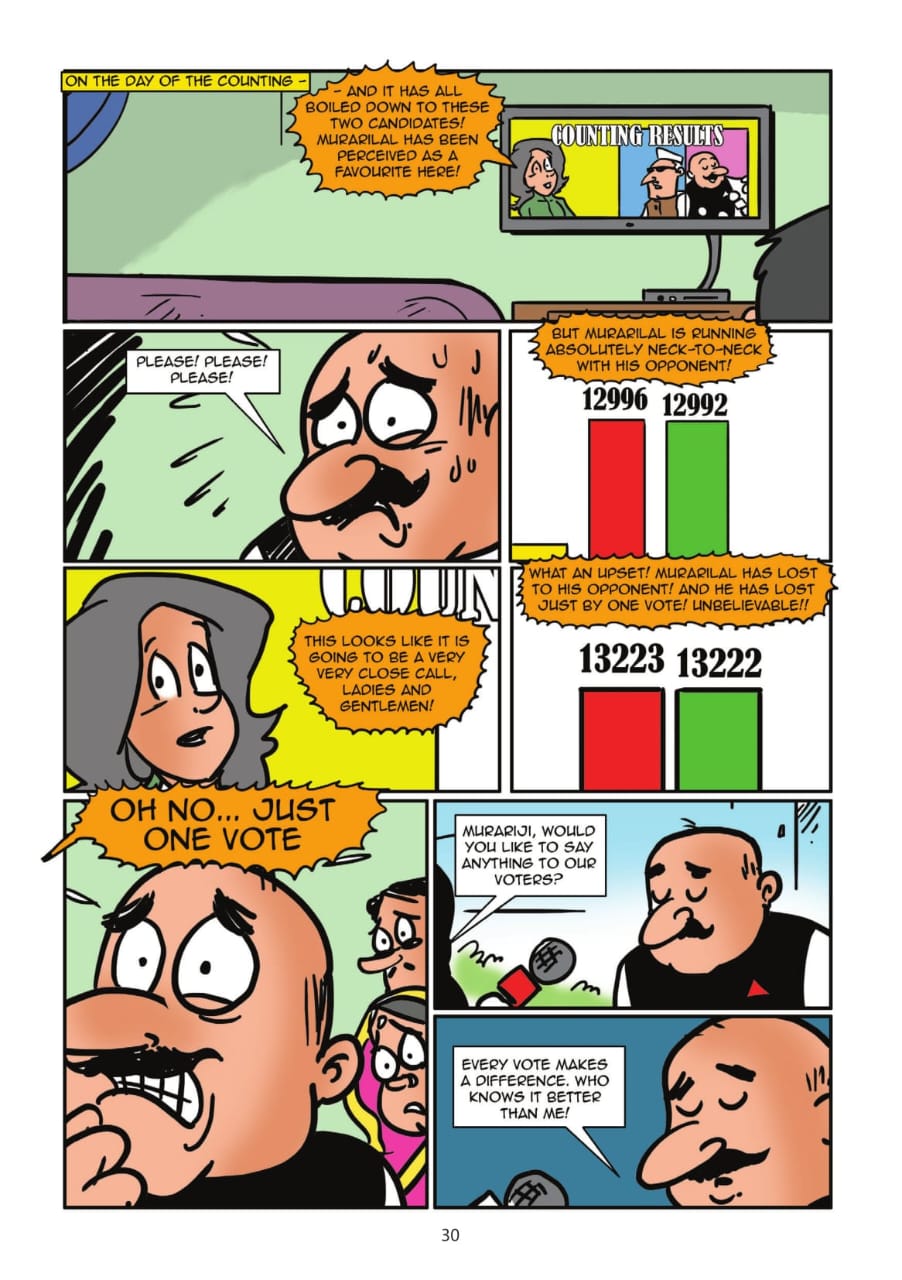 ON THE DAY OF THE COUNTING –
– AND IT HAS ALL
BOILED DOWN TO THESE
TWO CANDIDATES!
MURARILAL HAS BEEN
PERCEIVED AS A
FAVOURITE HERE!
COUNTING RESULTS
PLEASE! PLEASE!
PLEASE!
BUT MURARILAL IS RUNNING
ABSOLUTELY NECK-TO-NECK
WITH HIS OPPONENT!
12996 12992
COUN
THIS LOOKS LIKE IT IS
GOING TO BE A VERY
VERY CLOSE CALL,
LADIES AND
GENTLEMEN!
WHAT AN UPSET! MURARILAL HAS LOST
TO HIS OPPONENT! AND HE HAS LOST
JUST BY ONE VOTE! UNBELIEVABLE!!
13223 13222
OH NO... JUST
ONE VOTE
MURARIJI, WOULD
YOU LIKE TO SAY
ANYTHING TO OUR
VOTERS?
EVERY VOTE MAKES
A DIFFERENCE. WHO
KNOWS IT BETTER
THAN ME!
30